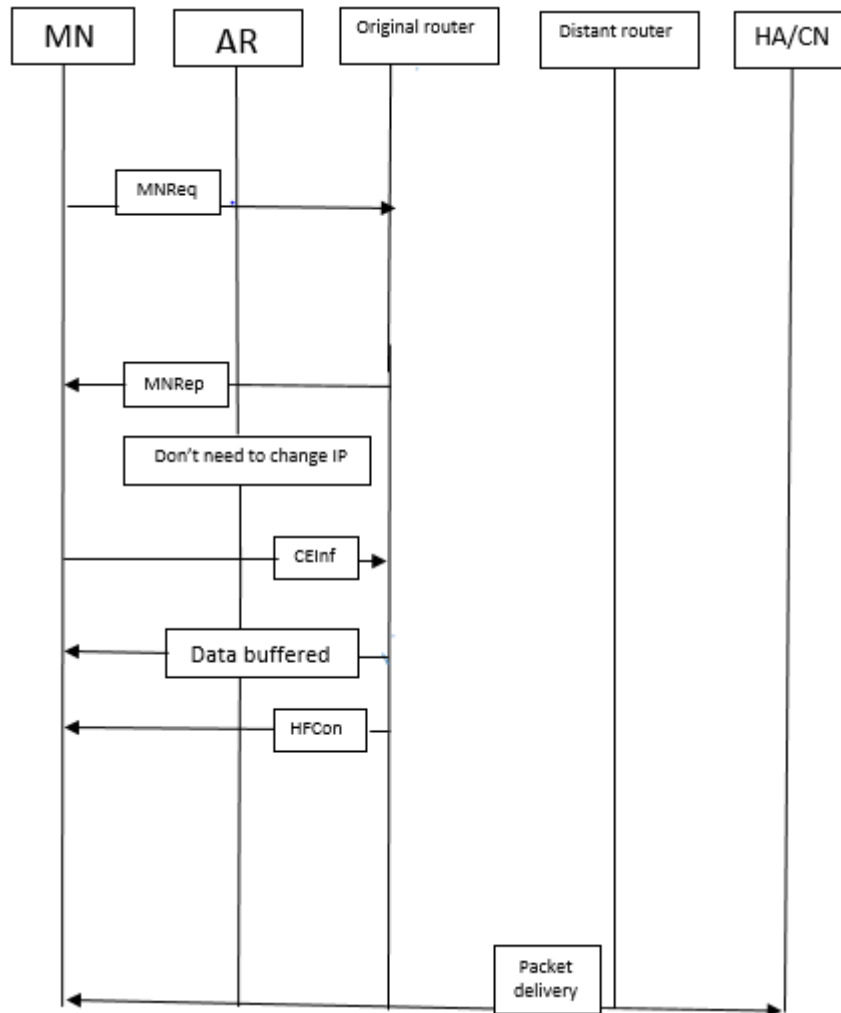 MN
AR
Original router
Distant router
HA/CN
MNReq
MNRep
Don't need to change IP
CEInf
Data buffered
HFCon
Packet
delivery